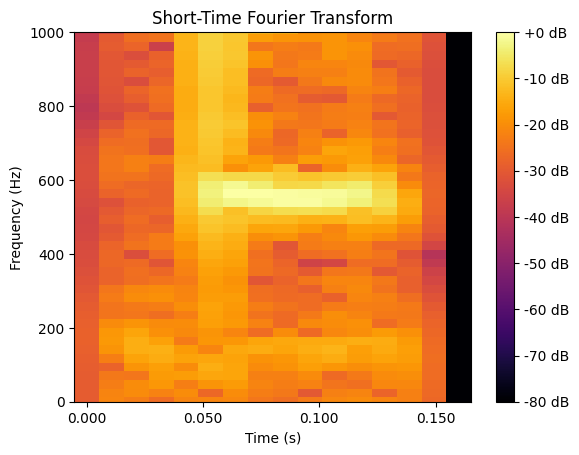 Short-Time Fourier Transform
1000
800
600
400
200
0
Frequency (Hz)
0.000
0.050
0.100
0.150
Time (s)
+0 dB
-10 dB
-20 dB
-30 dB
-40 dB
-50 dB
-60 dB
-70 dB
-80 dB